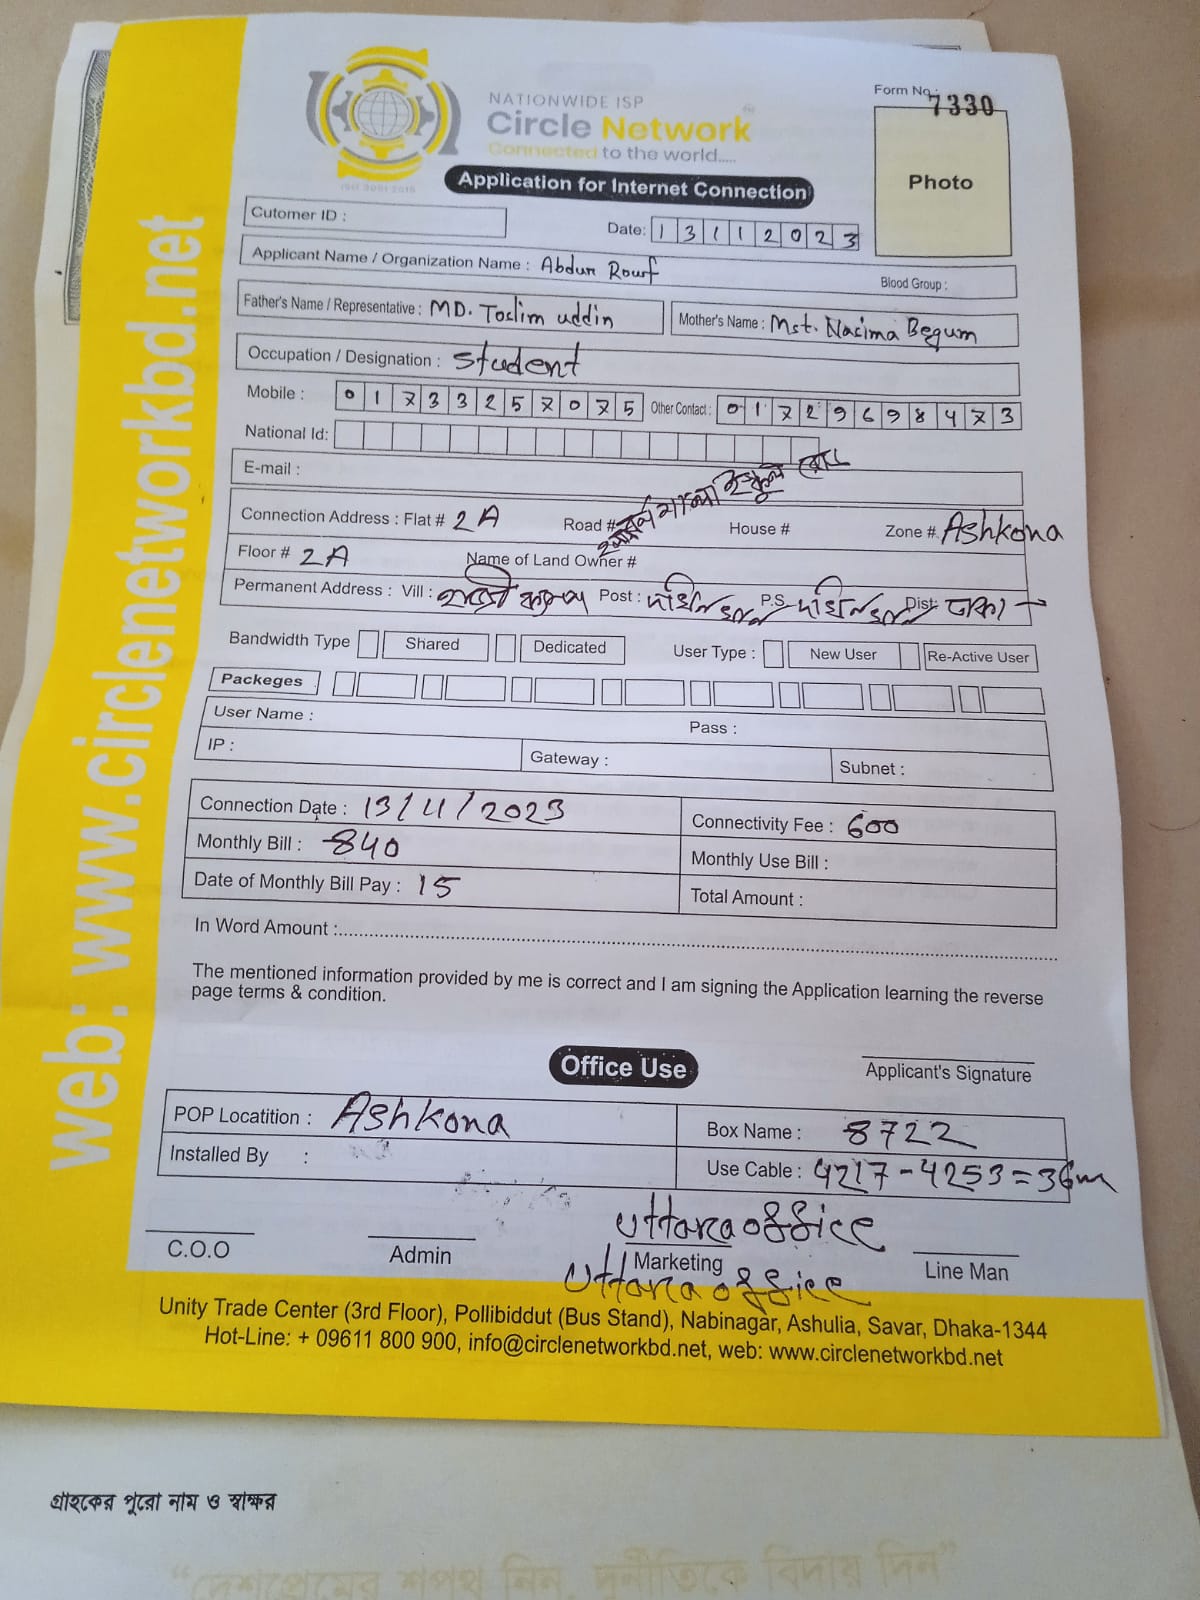 Form No.: 7330
NATIONWIDE ISP
Circle Network
Connected to the world.....
ISO 9001:2015
Photo
Application for Internet Connection
Cutomer ID :
Date: 13112023
Applicant Name / Organization Name : Abdur Rourf
Blood Group :
Father's Name / Representative : MD. Toslim uddin
Mother's Name : Mst. Nasima Begum
Occupation / Designation : Student
Mobile : 01733257075 Other Contact : 01729698473
National Id:
E-mail :
Connection Address : Flat # 2A Road # House # Zone # Ashkona
Floor # 2A Name of Land Owner #
Permanent Address : Vill : Post : P.S. Dist: ঢাকা
Bandwidth Type Shared Dedicated User Type : New User Re-Active User
Packeges
User Name : Pass :
IP : Gateway : Subnet :
Connection Date : 13/11/2023 Connectivity Fee : 600
Monthly Bill : 840 Monthly Use Bill :
Date of Monthly Bill Pay : 15 Total Amount :
In Word Amount :
The mentioned information provided by me is correct and I am signing the Application learning the reverse
page terms & condition.
Office Use
Applicant's Signature
POP Locatition : Ashkona Box Name : 8722
Installed By : Use Cable : 4217-4253=36m
uttara office
C.O.O Admin Marketing Line Man
uttara office
Unity Trade Center (3rd Floor), Pollibiddut (Bus Stand), Nabinagar, Ashulia, Savar, Dhaka-1344
Hot-Line: + 09611 800 900, info@circlenetworkbd.net, web: www.circlenetworkbd.net
web: www.circlenetworkbd.net
গ্রাহকের পুরো নাম ও স্বাক্ষর
“দেশপ্রেমের শপথ নিন, দুর্নীতিকে বিদায় দিন”